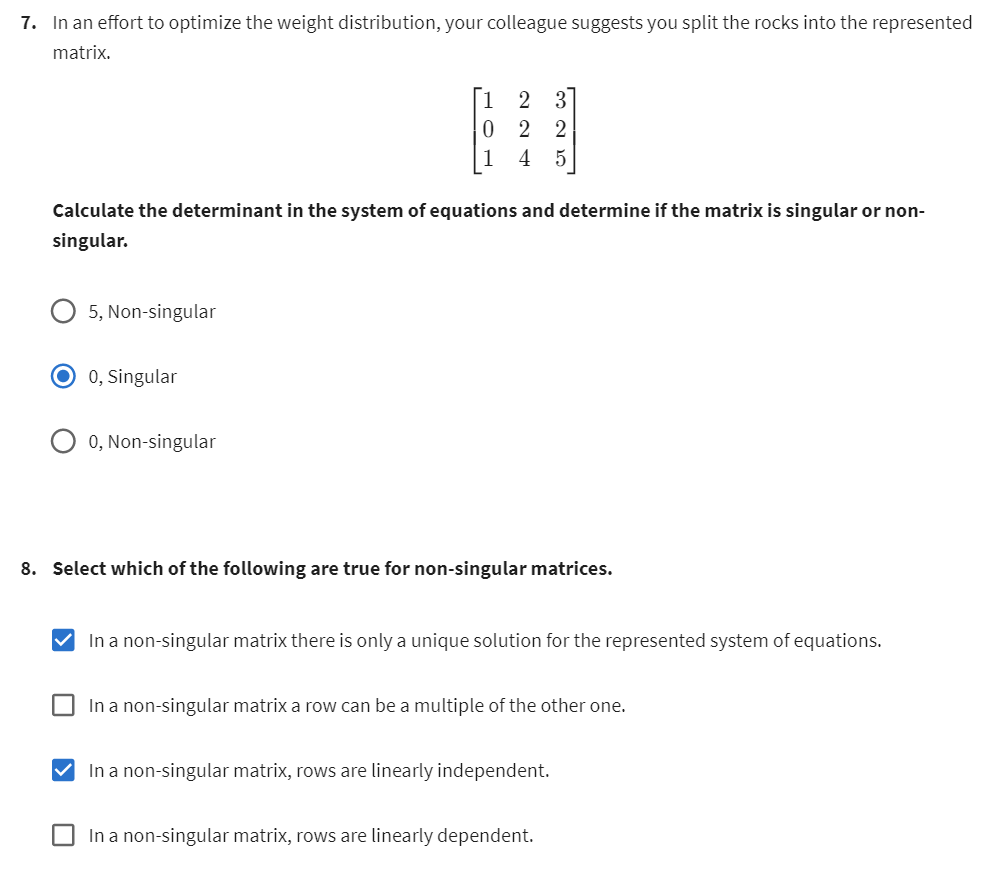 7. In an effort to optimize the weight distribution, your colleague suggests you split the rocks into the represented
matrix.
1 2 3
0 2 2
1 4 5
Calculate the determinant in the system of equations and determine if the matrix is singular or non-
singular.
5, Non-singular
0, Singular
0, Non-singular
8. Select which of the following are true for non-singular matrices.
In a non-singular matrix there is only a unique solution for the represented system of equations.
In a non-singular matrix a row can be a multiple of the other one.
In a non-singular matrix, rows are linearly independent.
In a non-singular matrix, rows are linearly dependent.